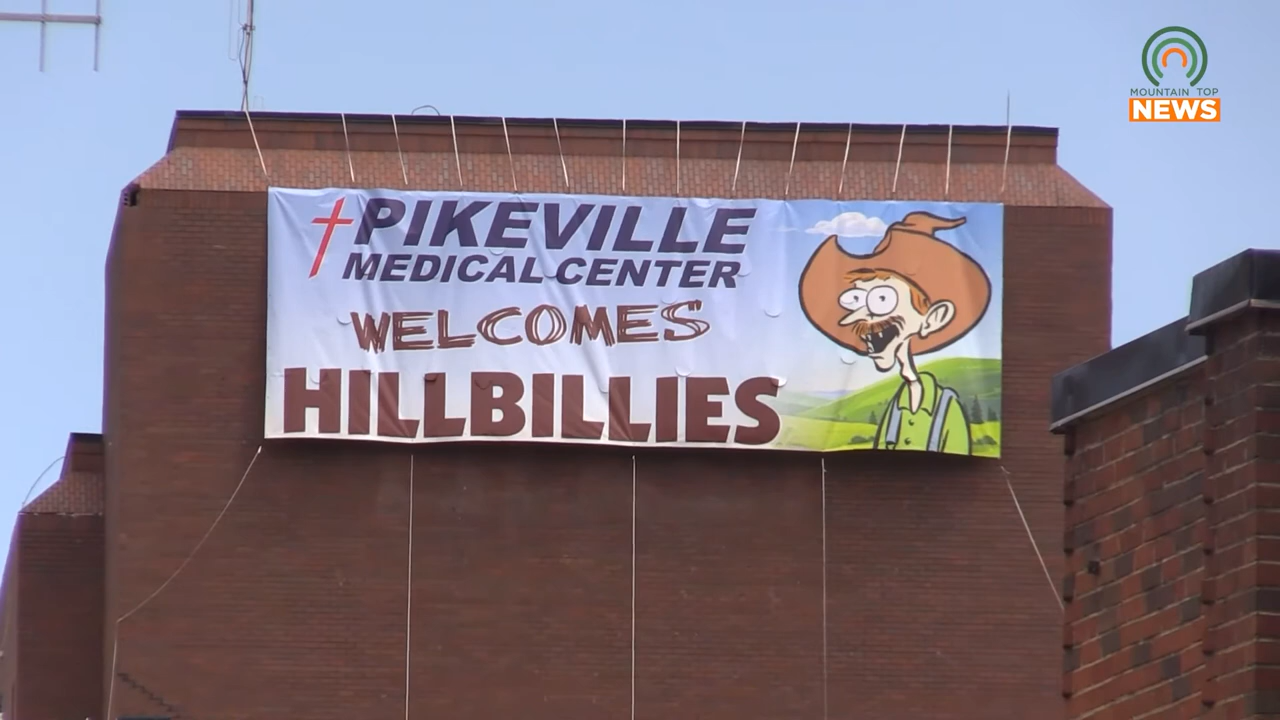 MOUNTAIN TOP
NEWS
PIKEVILLE
MEDICAL CENTER
WELCOMES
HILLBILLIES